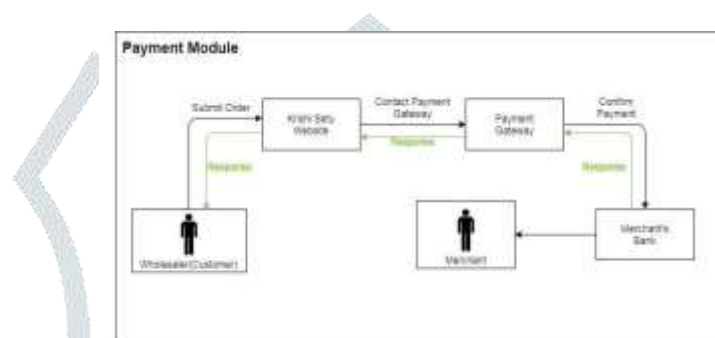 Payment Module
Submit Order
Contact Payment
Gateway
Confirm
Payment
Krishi Setu
Website
Payment
Gateway
Response
Response
Response
Wholesaler(Customer)
Merchant
Merchant's
Bank